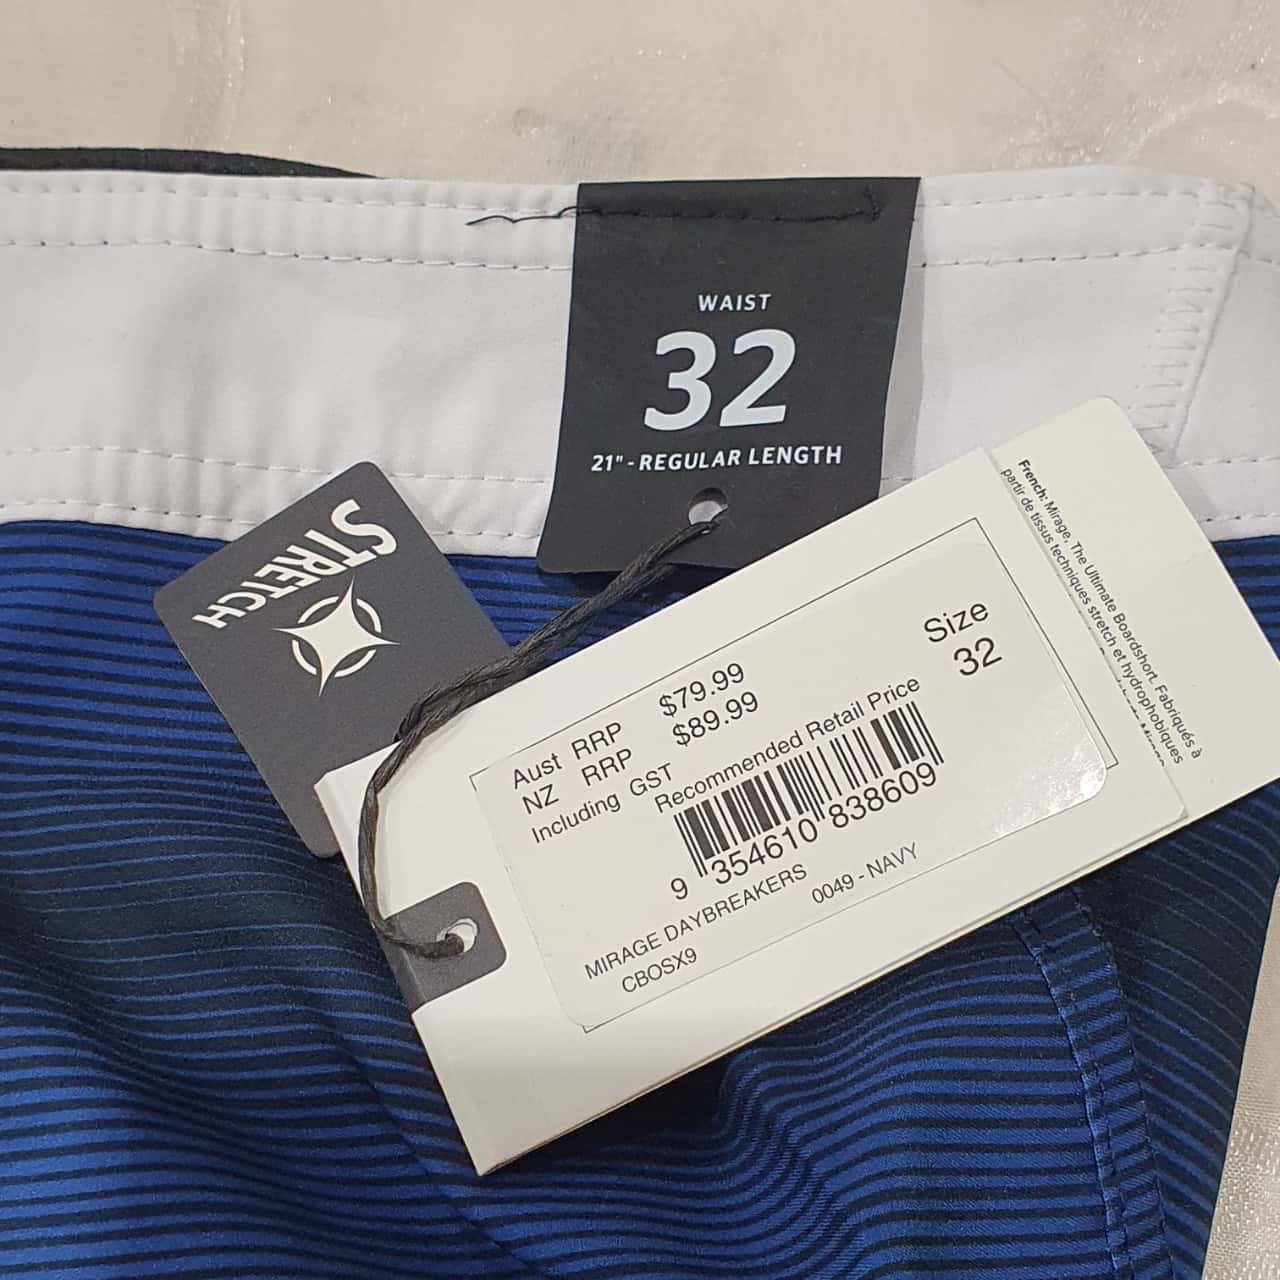 WAIST
32
21" - REGULAR LENGTH
STRETCH
Size
32
Aust RRP $79.99
NZ RRP $89.99
Including GST
Recommended Retail Price
9 354610 838609
MIRAGE DAYBREAKERS
0049 - NAVY
CBOSX9
French: Mirage, The Ultimate Boardshort. Fabriqués à
partir de tissus techniques stretch et hydrophobiques